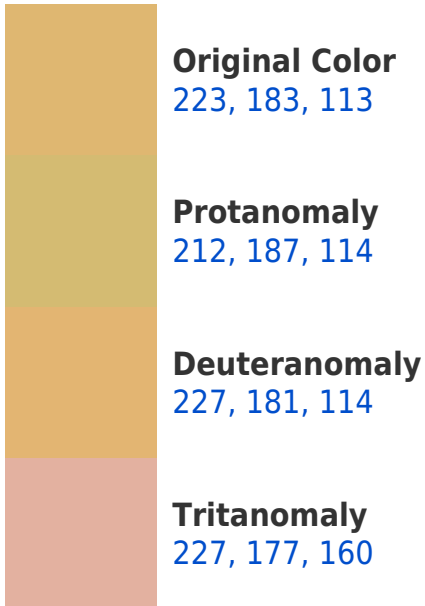 Original Color
223, 183, 113
Protanomaly
212, 187, 114
Deuteranomaly
227, 181, 114
Tritanomaly
227, 177, 160